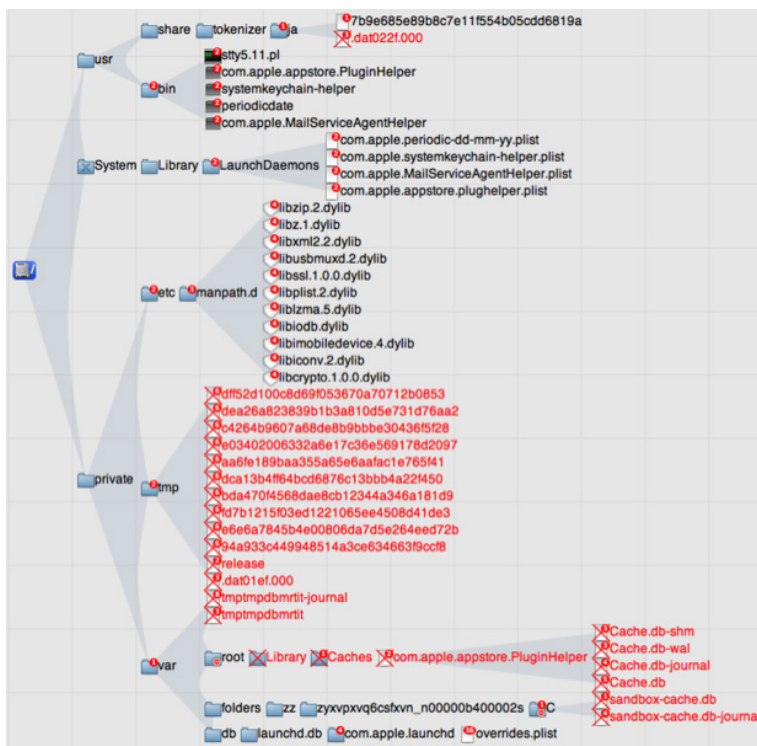 share tokenizer ja 7b9e685e89b8c7e11f554b05cdd6819a
.dat022f.000
usr
bin
stty5.11.pl
com.apple.appstore.PluginHelper
systemkeychain-helper
periodicdate
com.apple.MailServiceAgentHelper
System Library LaunchDaemons
com.apple.periodic-dd-mm-yy.plist
com.apple.systemkeychain-helper.plist
com.apple.MailServiceAgentHelper.plist
com.apple.appstore.plughelper.plist
etc manpath.d
libzip.2.dylib
libz.1.dylib
libxml2.2.dylib
libusbmuxd.2.dylib
libssl.1.0.0.dylib
libplist.2.dylib
liblzma.5.dylib
libiodb.dylib
libimobiledevice.4.dylib
libiconv.2.dylib
libcrypto.1.0.0.dylib
private
tmp
dff52d100c8d69f053670a70712b0853
dea26a823839b1b3a810d5e731d76aa2
c4264b9607a68de8b9bbbe30436f5f28
e03402006332a6e17c36e569178d2097
aa6fe189baa355a65e6aafac1e765f41
dca13b4ff64bcd6876c13bbb4a22f450
bda470f4568dae8cb12344a346a181d9
fd7b1215f03ed1221065ee4508d41de3
e6e6a7845b4e00806da7d5e264eed72b
94a933c449948514a3ce634663f9ccf8
release
.dat01ef.000
tmptmpdbmrtit-journal
tmptmpdbmrtit
var
root Library Caches com.apple.appstore.PluginHelper
Cache.db-shm
Cache.db-wal
Cache.db-journal
Cache.db
folders zz zyxvpxvq6csfxvn_n00000b400002s C
sandbox-cache.db
sandbox-cache.db-journa
db launchd.db com.apple.launchd overrides.plist